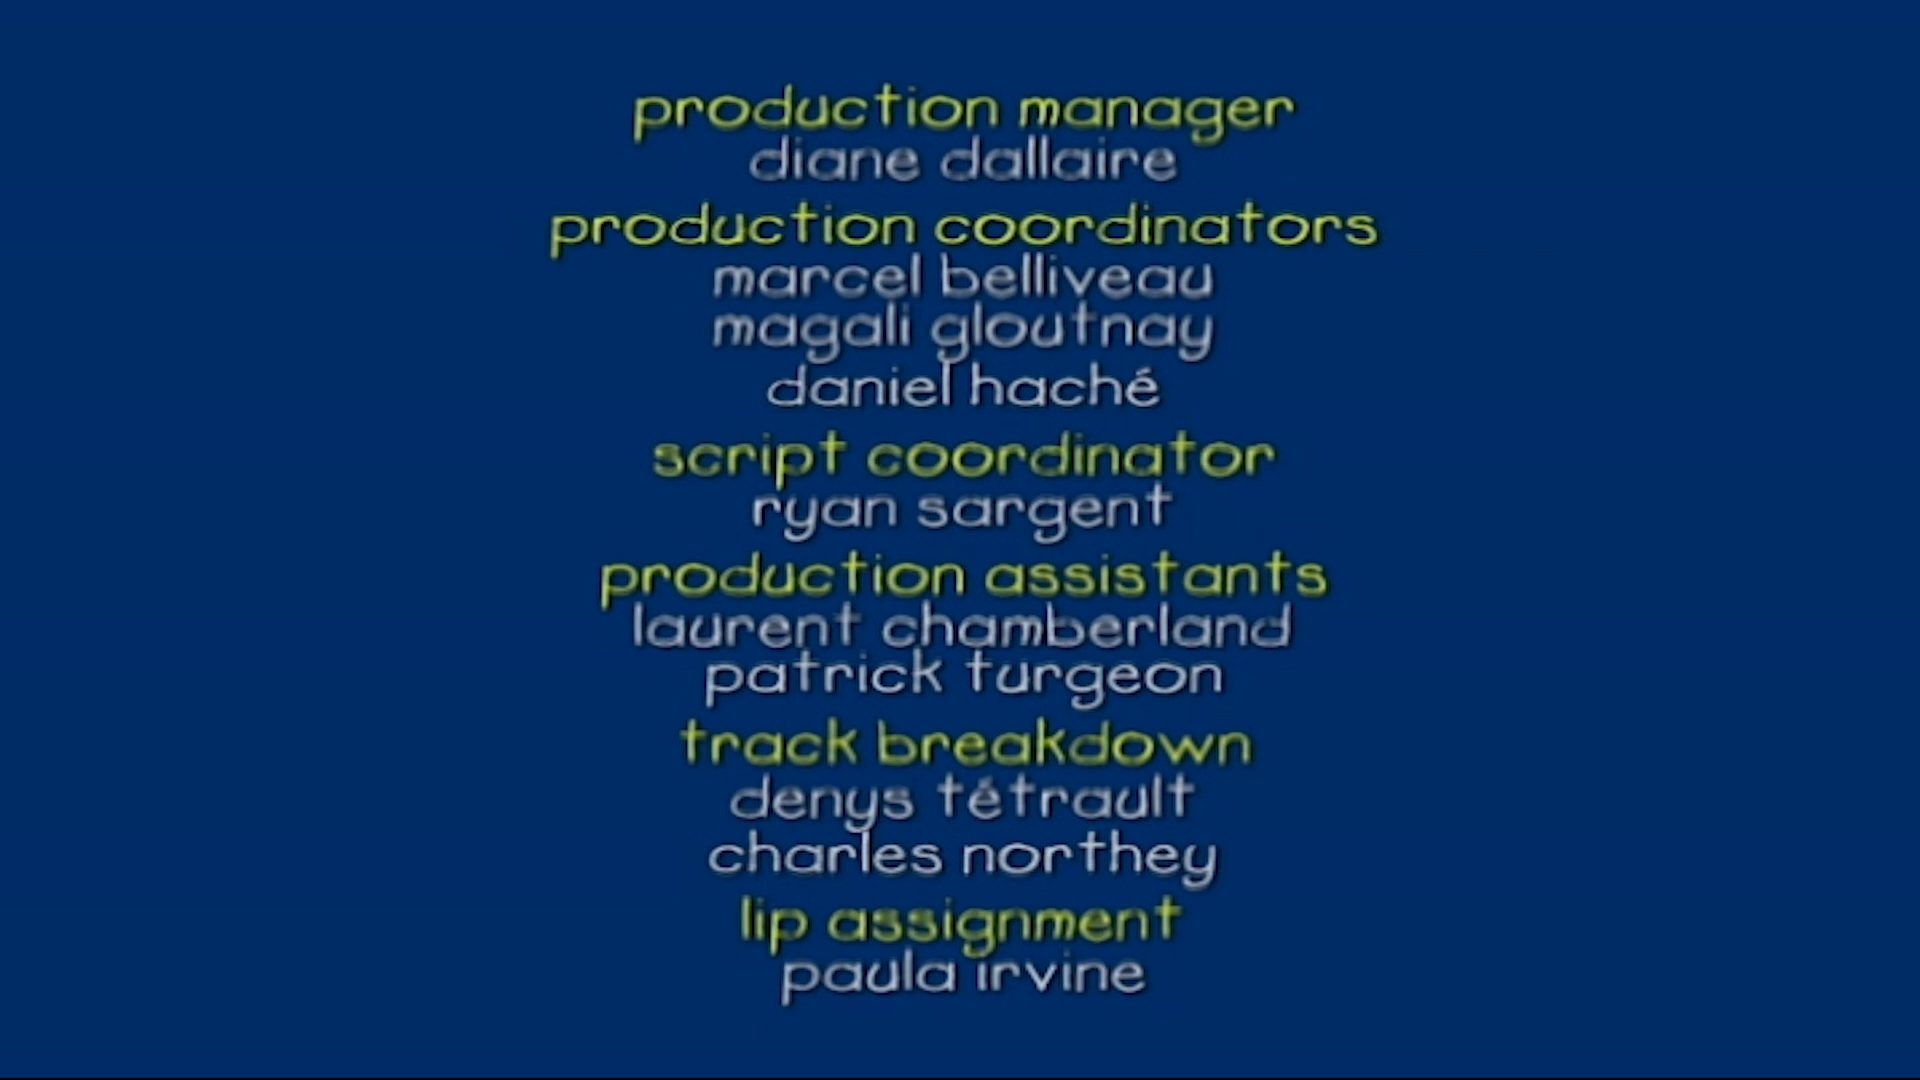 production manager
diane dallaire
production coordinators
marcel belliveau
magali gloutnay
daniel haché
script coordinator
ryan sargent
production assistants
laurent chamberland
patrick turgeon
track breakdown
denys tétrault
charles northey
lip assignment
paula irvine